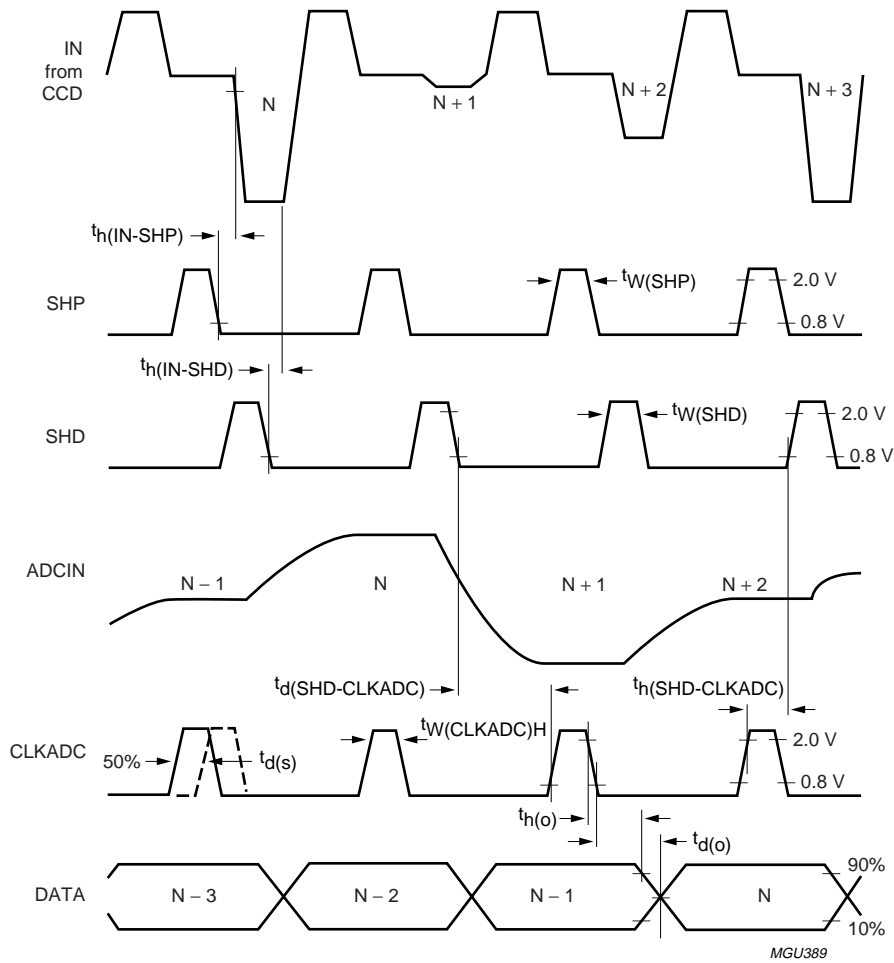 IN
from
CCD
N
N + 1
N + 2
N + 3
th(IN-SHP)
SHP
tW(SHP)
2.0 V
0.8 V
th(IN-SHD)
SHD
tW(SHD)
2.0 V
0.8 V
ADCIN
N − 1
N
N + 1
N + 2
td(SHD-CLKADC)
th(SHD-CLKADC)
CLKADC
50%
td(s)
tW(CLKADC)H
2.0 V
0.8 V
th(o)
td(o)
DATA
N − 3
N − 2
N − 1
N
90%
10%
MGU389